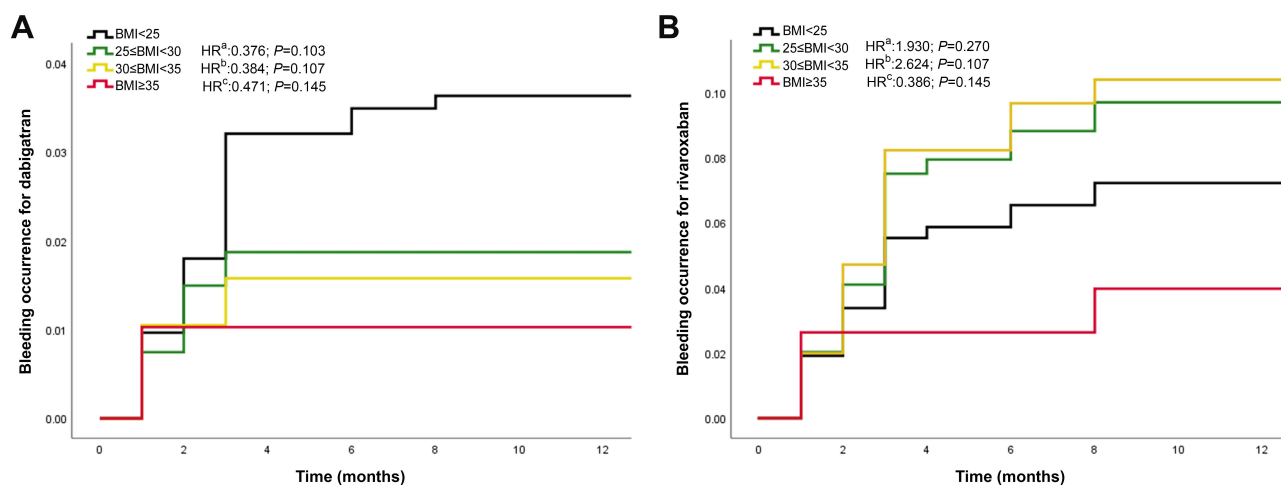 A
BMI<25
25≤BMI<30 HRᵃ:0.376; P=0.103
30≤BMI<35 HRᵇ:0.384; P=0.107
BMI≥35 HRᶜ:0.471; P=0.145
Bleeding occurrence for dabigatran
0.04
0.03
0.02
0.01
0.00
0 2 4 6 8 10 12
Time (months)
B
BMI<25
25≤BMI<30 HRᵃ:1.930; P=0.270
30≤BMI<35 HRᵇ:2.624; P=0.107
BMI≥35 HRᶜ:0.386; P=0.145
Bleeding occurrence for rivaroxaban
0.10
0.08
0.06
0.04
0.02
0.00
0 2 4 6 8 10 12
Time (months)